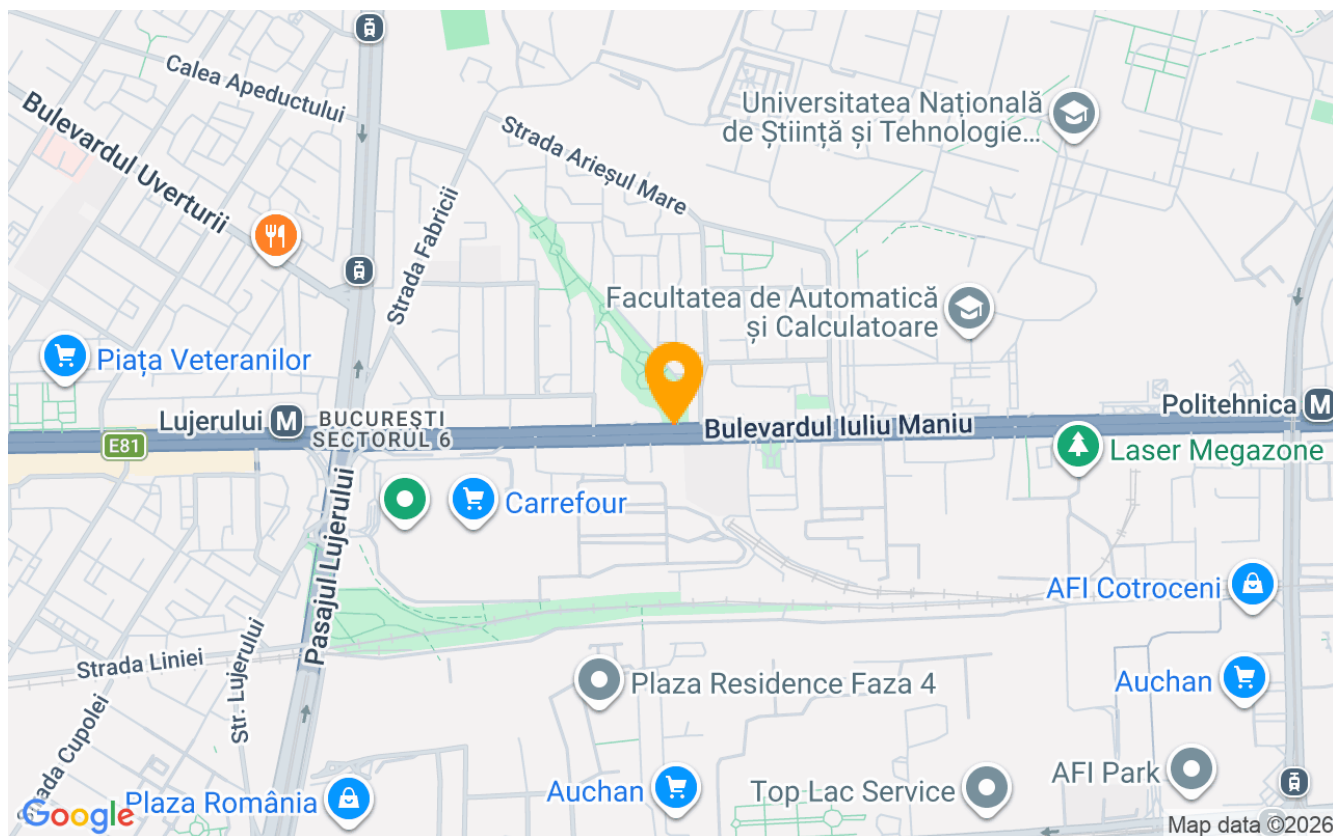 Calea Apeductului
Bulevardul Uverturii
Strada Fabricii
Strada Arieșul Mare
Universitatea Națională
de Știință și Tehnologie...
Facultatea de Automatică
și Calculatoare
Piața Veteranilor
Lujerului M
BUCUREȘTI
SECTORUL 6
E81
Bulevardul Iuliu Maniu
Politehnica M
Laser Megazone
Carrefour
Pasajul Lujerului
AFI Cotroceni
Strada Liniei
Str. Lujerului
Strada Cupolei
Plaza Residence Faza 4
Auchan
Plaza România
Auchan
Top Lac Service
AFI Park
Google
Map data ©2026